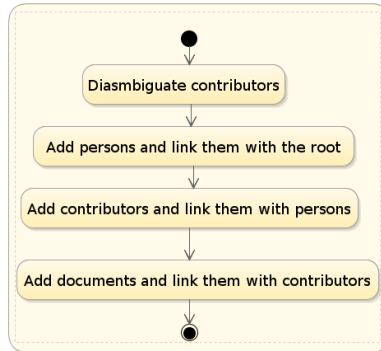 Diasmbiguate contributors
Add persons and link them with the root
Add contributors and link them with persons
Add documents and link them with contributors